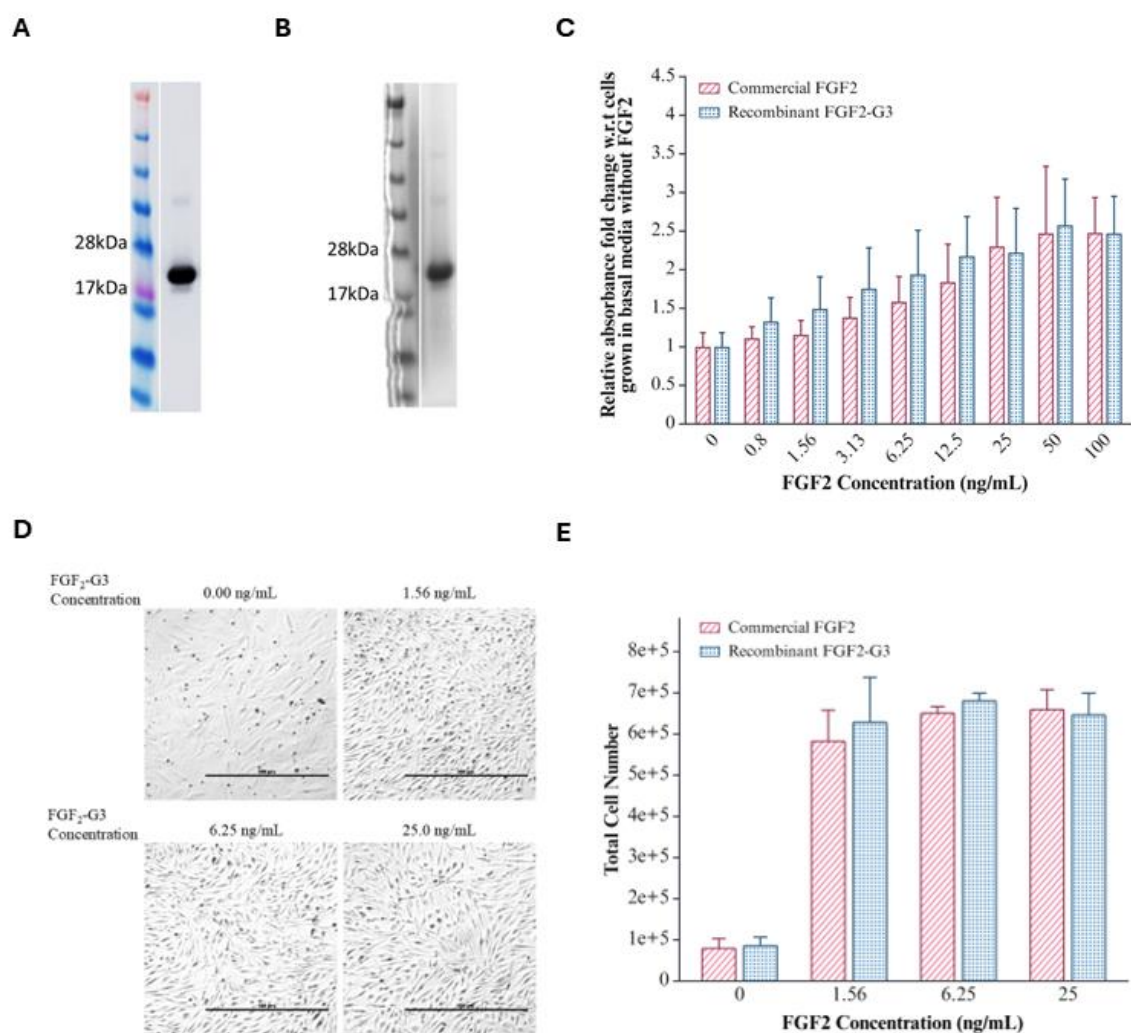 A
B
C
28kDa
17kDa
28kDa
17kDa
Relative absorbance fold change w.r.t cells
grown in basal media without FGF2
4.5
4
3.5
3
2.5
2
1.5
1
0.5
0
Commercial FGF2
Recombinant FGF2-G3
0
0.8
1.56
3.13
6.25
12.5
25
50
100
FGF2 Concentration (ng/mL)
D
E
FGF₂-G3
Concentration
0.00 ng/mL
1.56 ng/mL
FGF₂-G3
Concentration
6.25 ng/mL
25.0 ng/mL
Total Cell Number
8e+5
7e+5
6e+5
5e+5
4e+5
3e+5
2e+5
1e+5
0
Commercial FGF2
Recombinant FGF2-G3
0
1.56
6.25
25
FGF2 Concentration (ng/mL)